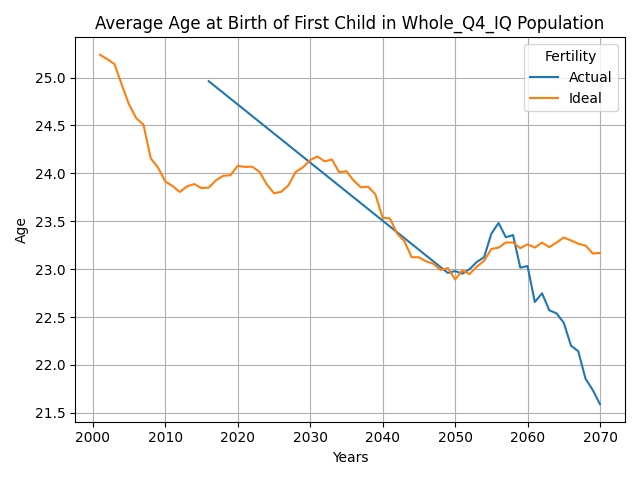 Average Age at Birth of First Child in Whole_Q4_IQ Population
Fertility
Actual
Ideal
Age
25.0
24.5
24.0
23.5
23.0
22.5
22.0
21.5
2000 2010 2020 2030 2040 2050 2060 2070
Years